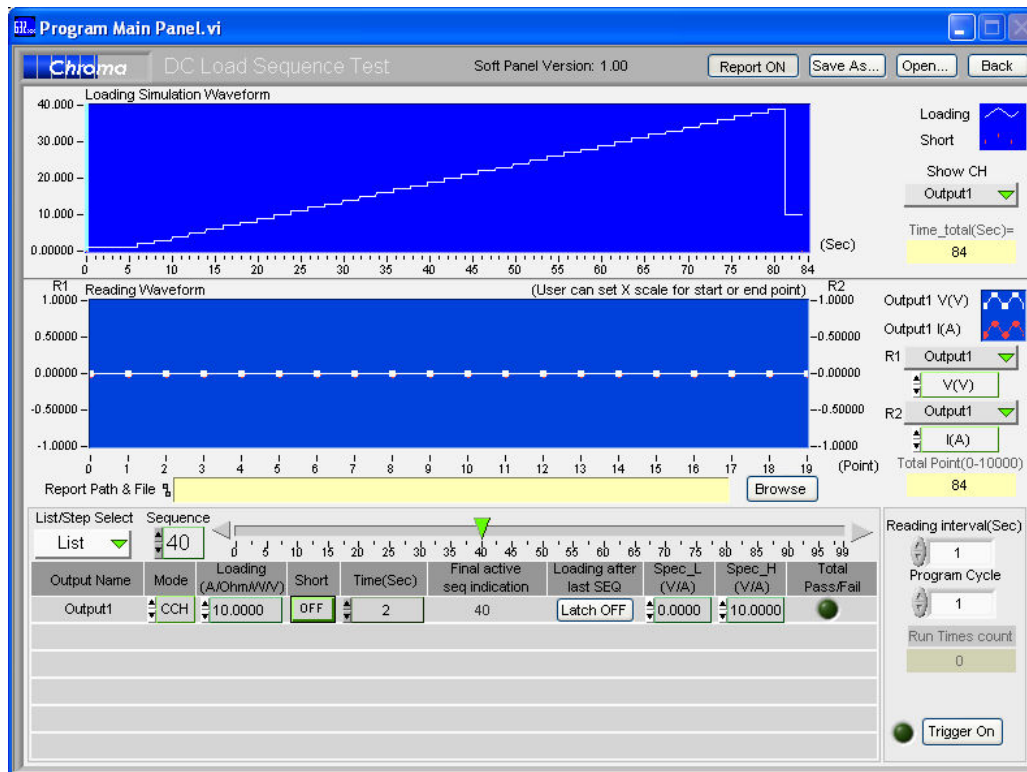 Program Main Panel.vi
Chroma DC Load Sequence Test Soft Panel Version: 1.00 Report ON Save As... Open... Back
Loading Simulation Waveform
40.000
30.000
20.000
10.000
0.00000
0 5 10 15 20 25 30 35 40 45 50 55 60 65 70 75 80 84
(Sec)
Loading
Short
Show CH
Output1
Time_total(Sec)=
84
R1 Reading Waveform (User can set X scale for start or end point) R2
1.0000
0.50000
0.00000
-0.50000
-1.0000
1.0000
0.50000
0.00000
-0.50000
-1.0000
0 1 2 3 4 5 6 7 8 9 10 11 12 13 14 15 16 17 18 19 (Point)
Output1 V(V)
Output1 I(A)
R1 Output1
V(V)
R2 Output1
I(A)
Total Point(0-10000)
84
Report Path & File Browse
List/Step Select Sequence
List 40
0 5 10 15 20 25 30 35 40 45 50 55 60 65 70 75 80 85 90 95 99
Output Name Mode Loading (A/Ohm/W/V) Short Time(Sec) Final active seq indication Loading after last SEQ Spec_L (V/A) Spec_H (V/A) Total Pass/Fail
Output1 CCH 10.0000 OFF 2 40 Latch OFF 0.0000 10.0000
Reading interval(Sec)
1
Program Cycle
1
Run Times count
0
Trigger On